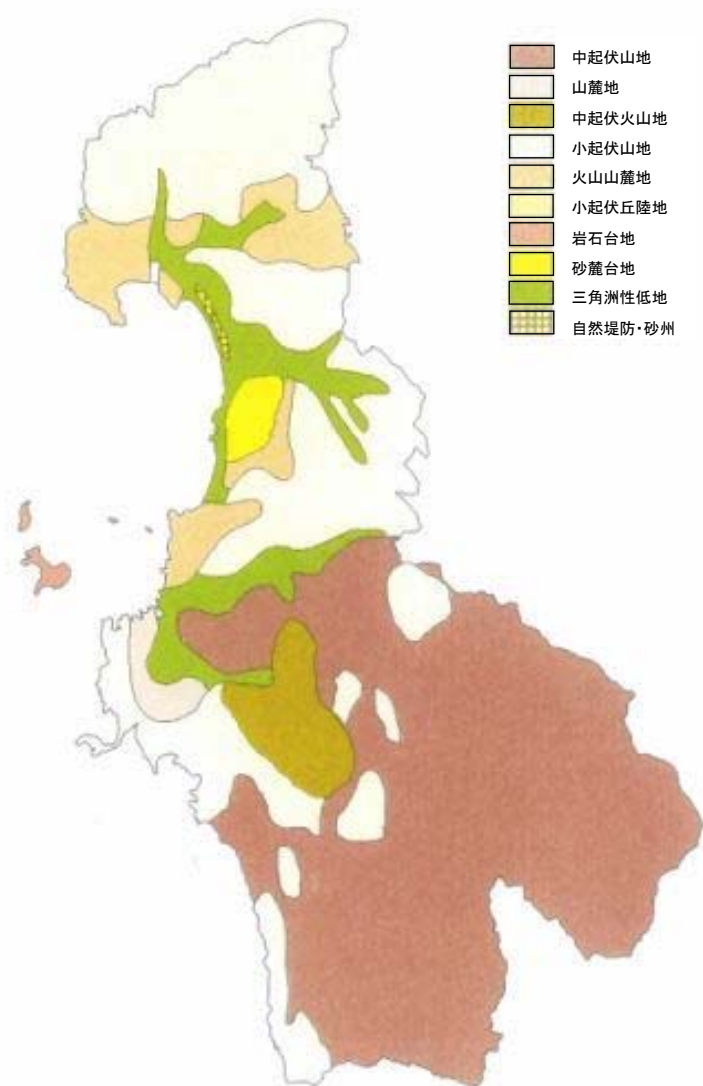 中起伏山地
山麓地
中起伏火山地
小起伏山地
火山山麓地
小起伏丘陸地
岩石台地
砂麓台地
三角洲性低地
自然堤防・砂州